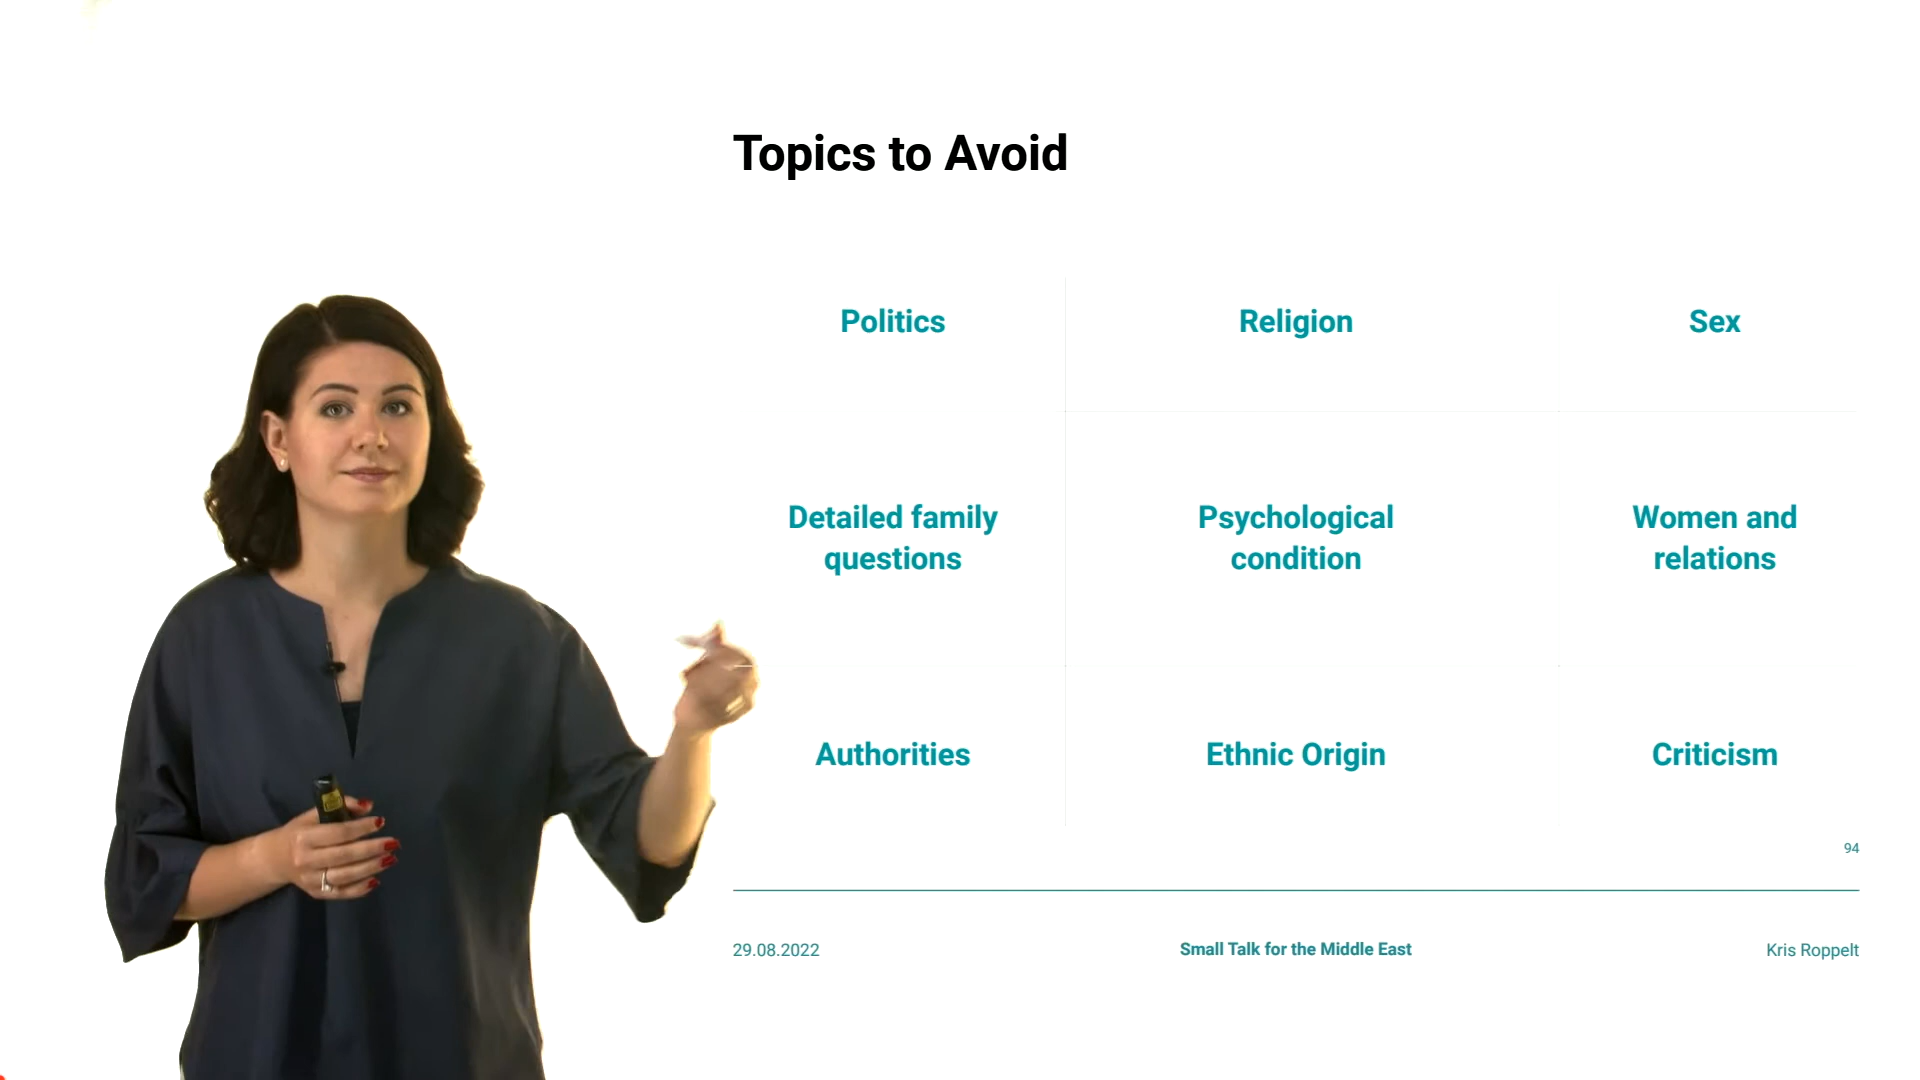 Topics to Avoid
Politics
Religion
Sex
Detailed family
questions
Psychological
condition
Women and
relations
Authorities
Ethnic Origin
Criticism
94
29.08.2022
Small Talk for the Middle East
Kris Roppelt